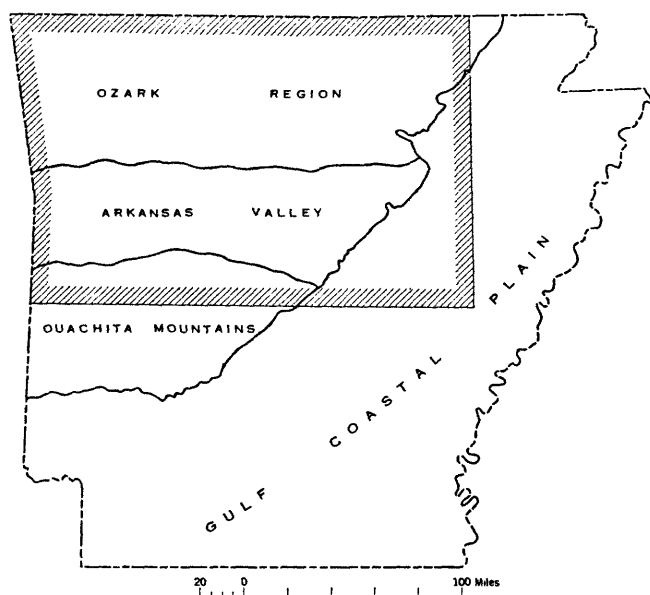 OZARK REGION
ARKANSAS VALLEY
OUACHITA MOUNTAINS
GULF COASTAL PLAIN
20 0 100 Miles